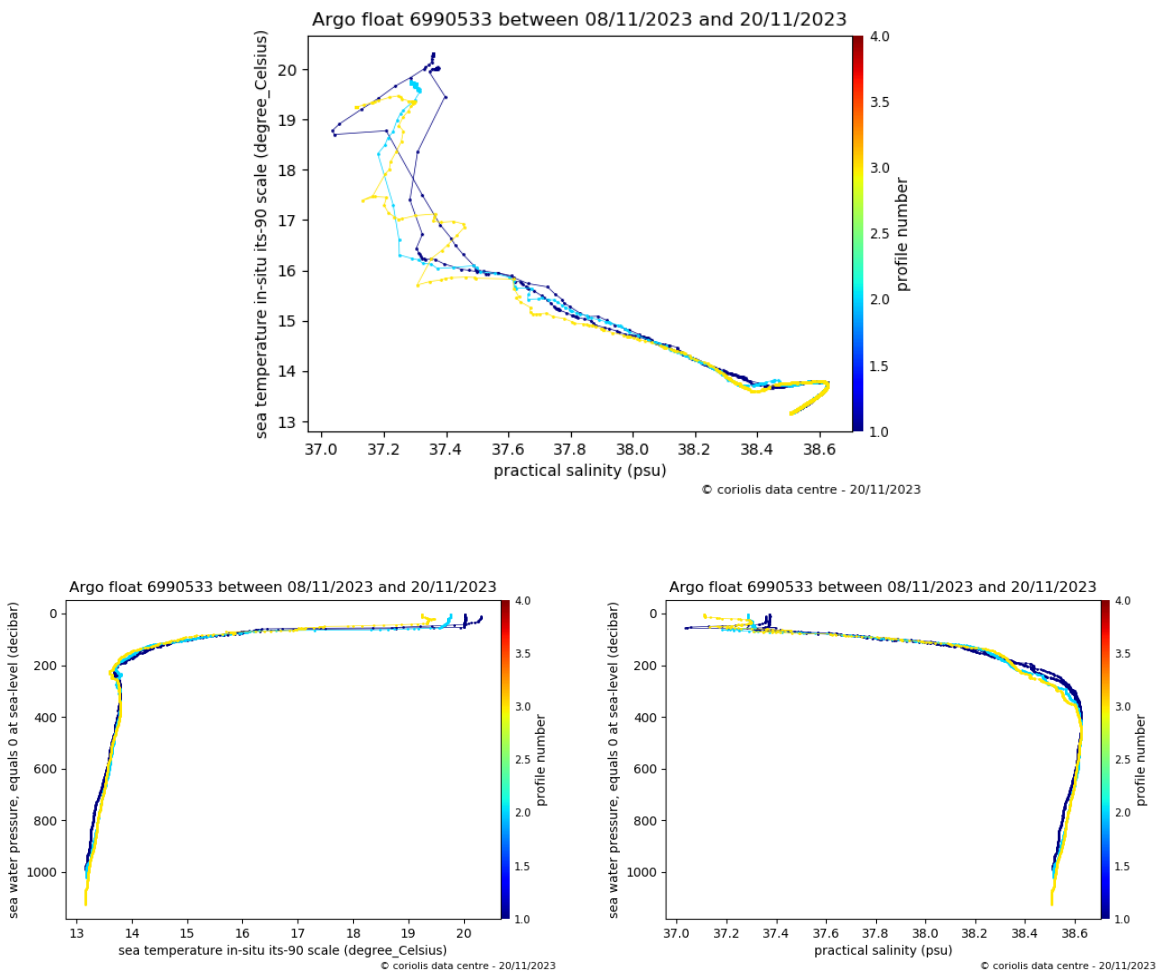 Argo float 6990533 between 08/11/2023 and 20/11/2023
sea temperature in-situ its-90 scale (degree_Celsius)
20
19
18
17
16
15
14
13
37.0 37.2 37.4 37.6 37.8 38.0 38.2 38.4 38.6
practical salinity (psu)
4.0
3.5
3.0
2.5
2.0
1.5
1.0
profile number
© coriolis data centre - 20/11/2023
Argo float 6990533 between 08/11/2023 and 20/11/2023
sea water pressure, equals 0 at sea-level (decibar)
0
200
400
600
800
1000
13 14 15 16 17 18 19 20
sea temperature in-situ its-90 scale (degree_Celsius)
4.0
3.5
3.0
2.5
2.0
1.5
1.0
profile number
© coriolis data centre - 20/11/2023
Argo float 6990533 between 08/11/2023 and 20/11/2023
sea water pressure, equals 0 at sea-level (decibar)
0
200
400
600
800
1000
37.0 37.2 37.4 37.6 37.8 38.0 38.2 38.4 38.6
practical salinity (psu)
4.0
3.5
3.0
2.5
2.0
1.5
1.0
profile number
© coriolis data centre - 20/11/2023